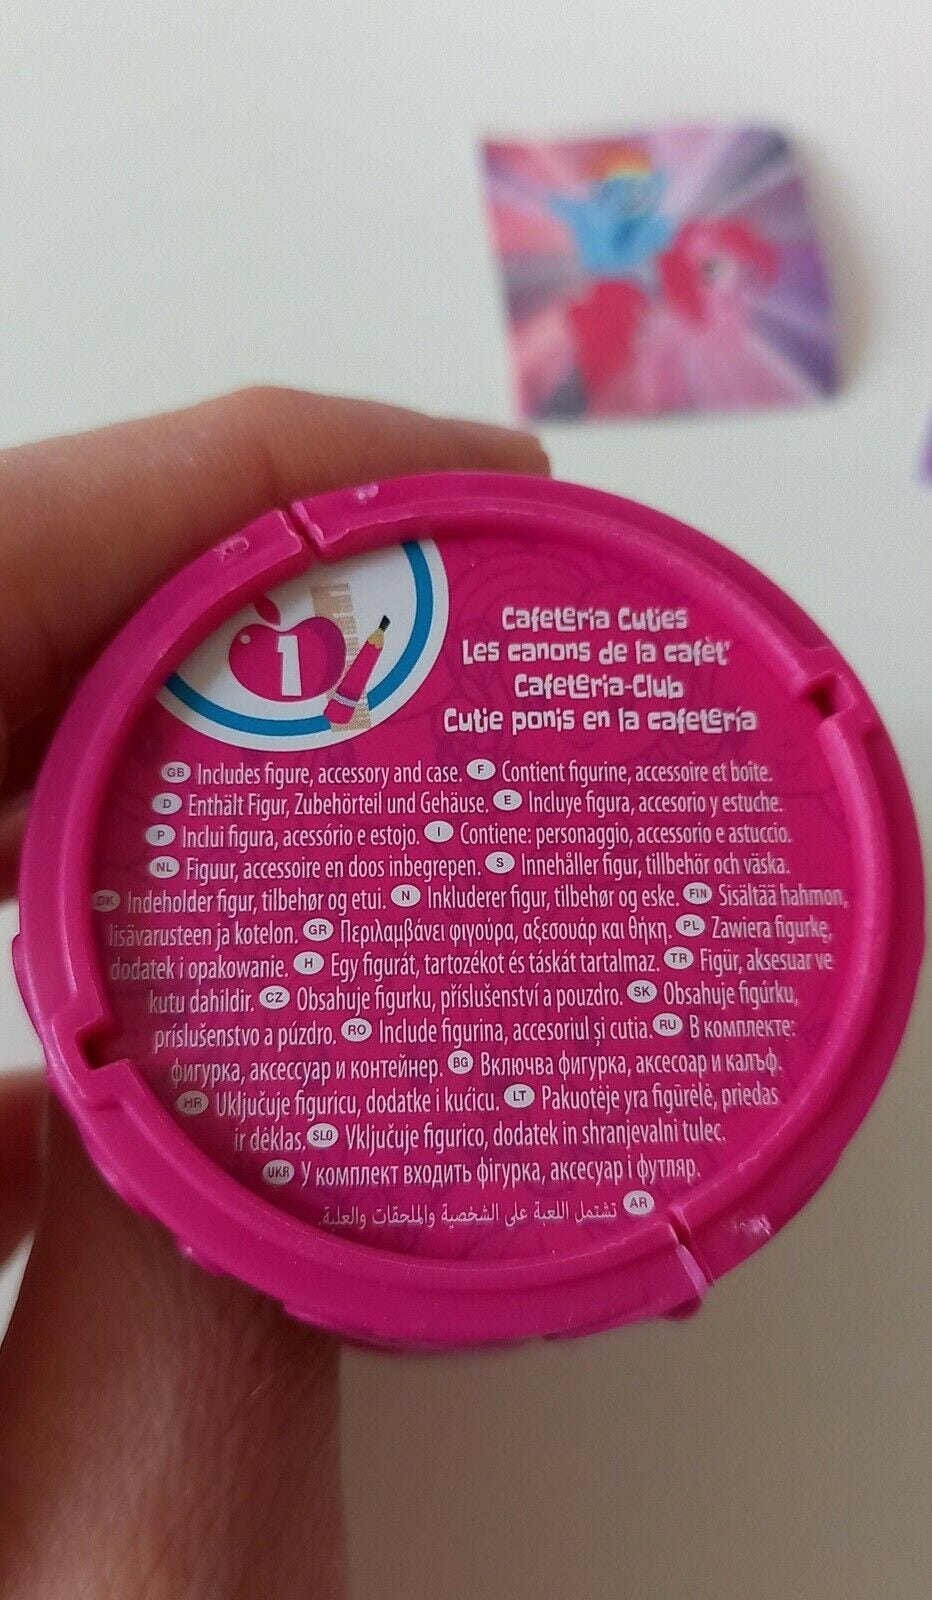 1
Cafeteria Cuties
Les canons de la cafèt'
Cafeteria-Club
Cutie ponis en la cafetería
GB Includes figure, accessory and case. F Contient figurine, accessoire et boîte.
D Enthält Figur, Zubehörteil und Gehäuse. E Incluye figura, accesorio y estuche.
P Inclui figura, acessório e estojo. I Contiene: personaggio, accessorio e astuccio.
NL Figuur, accessoire en doos inbegrepen. S Innehåller figur, tillbehör och väska.
DK Indeholder figur, tilbehør og etui. N Inkluderer figur, tilbehør og eske. FIN Sisältää hahmon,
lisävarusteen ja kotelon. GR Περιλαμβάνει φιγούρα, αξεσουάρ και θήκη. PL Zawiera figurkę,
dodatek i opakowanie. H Egy figurát, tartozékot és táskát tartalmaz. TR Figür, aksesuar ve
kutu dahildir. CZ Obsahuje figurku, příslušenství a pouzdro. SK Obsahuje figúrku,
príslušenstvo a púzdro. RO Include figurina, accesoriul și cutia. RU В комплекте:
фигурка, аксессуар и контейнер. BG Включва фигурка, аксесоар и калъф.
HR Uključuje figuricu, dodatke i kućicu. LT Pakuotėje yra figūrėlė, priedas
ir dėklas. SLO Vključuje figurico, dodatek in shranjevalni tulec.
UKR У комплект входить фігурка, аксесуар і футляр.
AR تشتمل اللعبة على الشخصية والملحقات والعلبة.